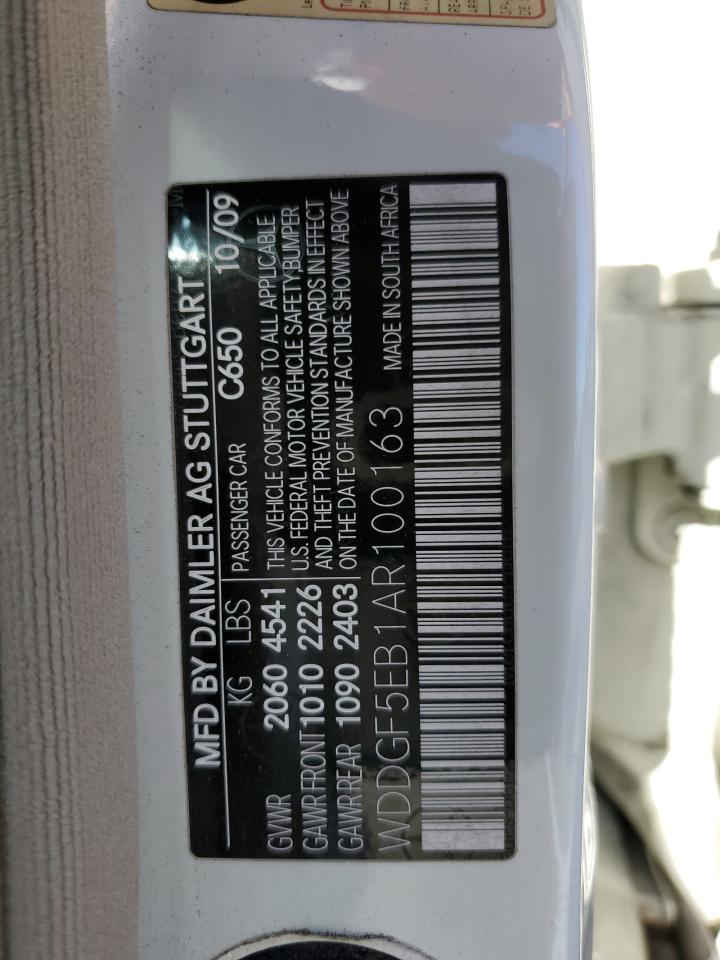 MFD BY DAIMLER AG STUTTGART
KG LBS PASSENGER CAR C650 10/09
GVWR 2060 4541 THIS VEHICLE CONFORMS TO ALL APPLICABLE
GAWR FRONT 1010 2226 U.S. FEDERAL MOTOR VEHICLE SAFETY,BUMPER
AND THEFT PREVENTION STANDARDS IN EFFECT
GAWR REAR 1090 2403 ON THE DATE OF MANUFACTURE SHOWN ABOVE
WDDGF5EB1AR100163 MADE IN SOUTH AFRICA